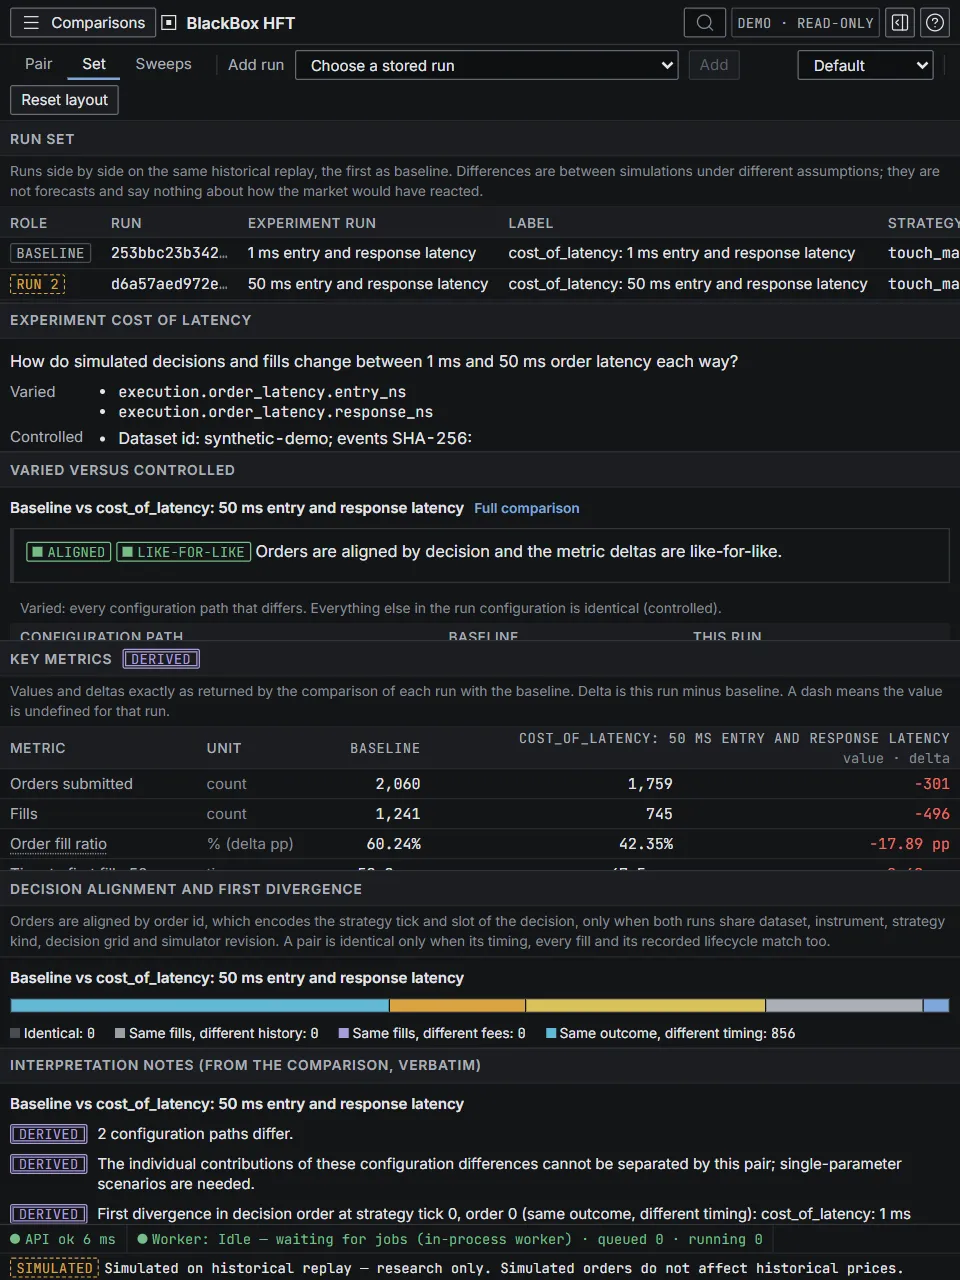 Comparisons BlackBox HFT DEMO · READ-ONLY
Pair Set Sweeps Add run Choose a stored run Add Default
Reset layout
RUN SET
Runs side by side on the same historical replay, the first as baseline. Differences are between simulations under different assumptions; they are
not forecasts and say nothing about how the market would have reacted.
ROLE RUN EXPERIMENT RUN LABEL STRATEGY
BASELINE 253bbc23b342… 1 ms entry and response latency cost_of_latency: 1 ms entry and response latency touch_ma
RUN 2 d6a57aed972e… 50 ms entry and response latency cost_of_latency: 50 ms entry and response latency touch_ma
EXPERIMENT COST OF LATENCY
How do simulated decisions and fills change between 1 ms and 50 ms order latency each way?
Varied • execution.order_latency.entry_ns
• execution.order_latency.response_ns
Controlled • Dataset id: synthetic-demo; events SHA-256:
VARIED VERSUS CONTROLLED
Baseline vs cost_of_latency: 50 ms entry and response latency Full comparison
ALIGNED LIKE-FOR-LIKE Orders are aligned by decision and the metric deltas are like-for-like.
Varied: every configuration path that differs. Everything else in the run configuration is identical (controlled).
CONFIGURATION PATH BASELINE THIS RUN
KEY METRICS DERIVED
Values and deltas exactly as returned by the comparison of each run with the baseline. Delta is this run minus baseline. A dash means the value
is undefined for that run.
METRIC UNIT BASELINE COST_OF_LATENCY: 50 MS ENTRY AND RESPONSE LATENCY
value · delta
Orders submitted count 2,060 1,759 -301
Fills count 1,241 745 -496
Order fill ratio % (delta pp) 60.24% 42.35% -17.89 pp
DECISION ALIGNMENT AND FIRST DIVERGENCE
Orders are aligned by order id, which encodes the strategy tick and slot of the decision, only when both runs share dataset, instrument, strategy
kind, decision grid and simulator revision. A pair is identical only when its timing, every fill and its recorded lifecycle match too.
Baseline vs cost_of_latency: 50 ms entry and response latency
Identical: 0 Same fills, different history: 0 Same fills, different fees: 0 Same outcome, different timing: 856
INTERPRETATION NOTES (FROM THE COMPARISON, VERBATIM)
Baseline vs cost_of_latency: 50 ms entry and response latency
DERIVED 2 configuration paths differ.
DERIVED The individual contributions of these configuration differences cannot be separated by this pair; single-parameter
scenarios are needed.
DERIVED First divergence in decision order at strategy tick 0, order 0 (same outcome, different timing): cost_of_latency: 1 ms
API ok 6 ms Worker: Idle — waiting for jobs (in-process worker) · queued 0 · running 0
SIMULATED Simulated on historical replay — research only. Simulated orders do not affect historical prices.